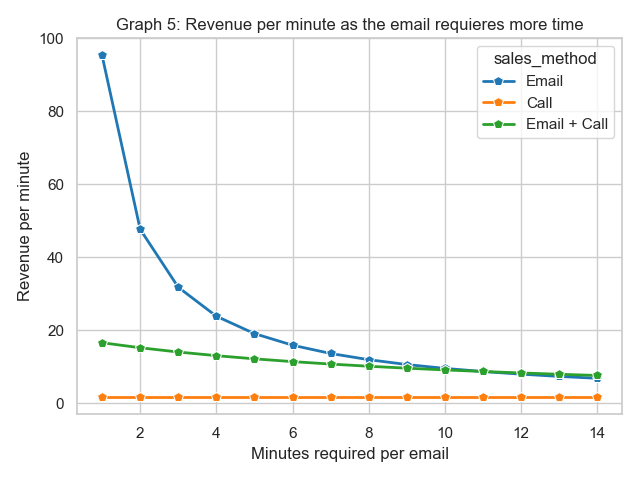 Graph 5: Revenue per minute as the email requieres more time
sales_method
Email
Call
Email + Call
Revenue per minute
100
80
60
40
20
0
2 4 6 8 10 12 14
Minutes required per email